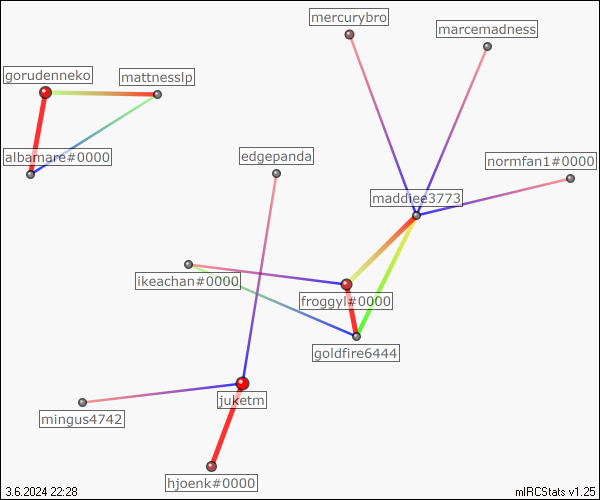 mercurybro
marcemadness
gorudenneko
mattnesslp
albamare#0000
edgepanda
normfan1#0000
maddiee3773
ikeachan#0000
froggyl#0000
goldfire6444
juketm
mingus4742
hjoenk#0000
3.6.2024 22:28
mIRCStats v1.25